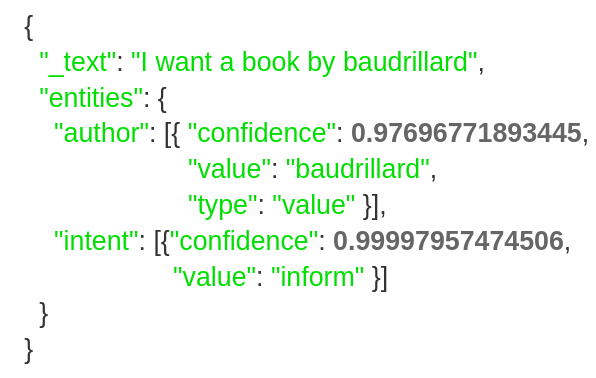 {
"_text": "I want a book by baudrillard",
"entities": {
"author": [{ "confidence": 0.97696771893445,
"value": "baudrillard",
"type": "value" }],
"intent": [{"confidence": 0.99997957474506,
"value": "inform" }]
}
}